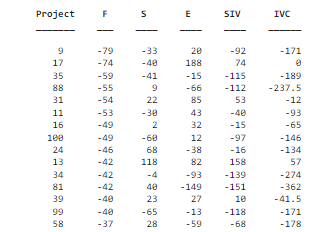 Project F S E SIV IVC
9 -79 -33 20 -92 -171
17 -74 -40 188 74 0
35 -59 -41 -15 -115 -189
88 -55 9 -66 -112 -237.5
31 -54 22 85 53 -12
11 -53 -30 43 -40 -93
16 -49 2 32 -15 -65
100 -49 -60 12 -97 -146
24 -46 68 -38 -16 -134
13 -42 118 82 158 57
34 -42 -4 -93 -139 -274
81 -42 40 -149 -151 -362
39 -40 23 27 10 -41.5
99 -40 -65 -13 -118 -171
58 -37 28 -59 -68 -178